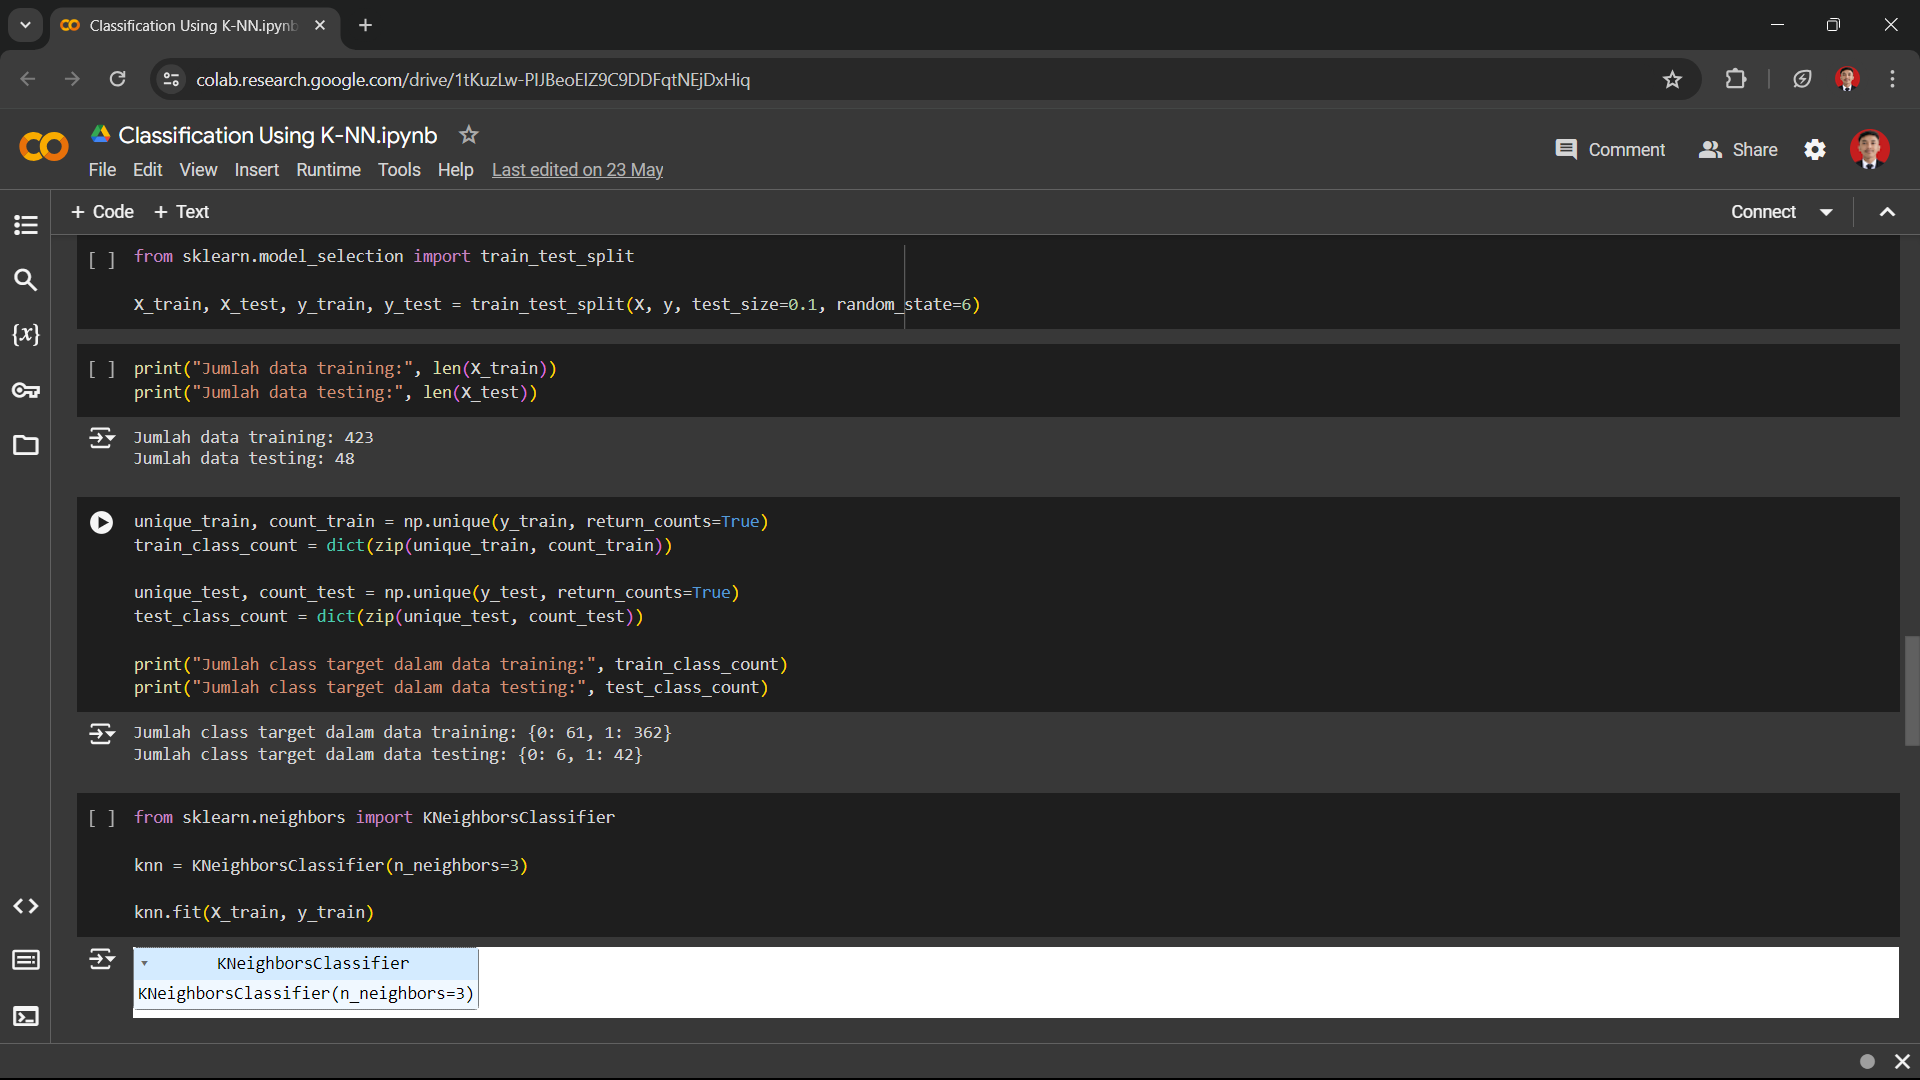 Classification Using K-NN.ipynb
colab.research.google.com/drive/1tKuzLw-PIJBeoEIZ9C9DDFqtNEjDxHiq
Classification Using K-NN.ipynb
Comment Share
File Edit View Insert Runtime Tools Help Last edited on 23 May
+ Code + Text Connect
[ ] from sklearn.model_selection import train_test_split
X_train, X_test, y_train, y_test = train_test_split(X, y, test_size=0.1, random_state=6)
[ ] print("Jumlah data training:", len(X_train))
print("Jumlah data testing:", len(X_test))
Jumlah data training: 423
Jumlah data testing: 48
unique_train, count_train = np.unique(y_train, return_counts=True)
train_class_count = dict(zip(unique_train, count_train))
unique_test, count_test = np.unique(y_test, return_counts=True)
test_class_count = dict(zip(unique_test, count_test))
print("Jumlah class target dalam data training:", train_class_count)
print("Jumlah class target dalam data testing:", test_class_count)
Jumlah class target dalam data training: {0: 61, 1: 362}
Jumlah class target dalam data testing: {0: 6, 1: 42}
[ ] from sklearn.neighbors import KNeighborsClassifier
knn = KNeighborsClassifier(n_neighbors=3)
knn.fit(X_train, y_train)
KNeighborsClassifier
KNeighborsClassifier(n_neighbors=3)